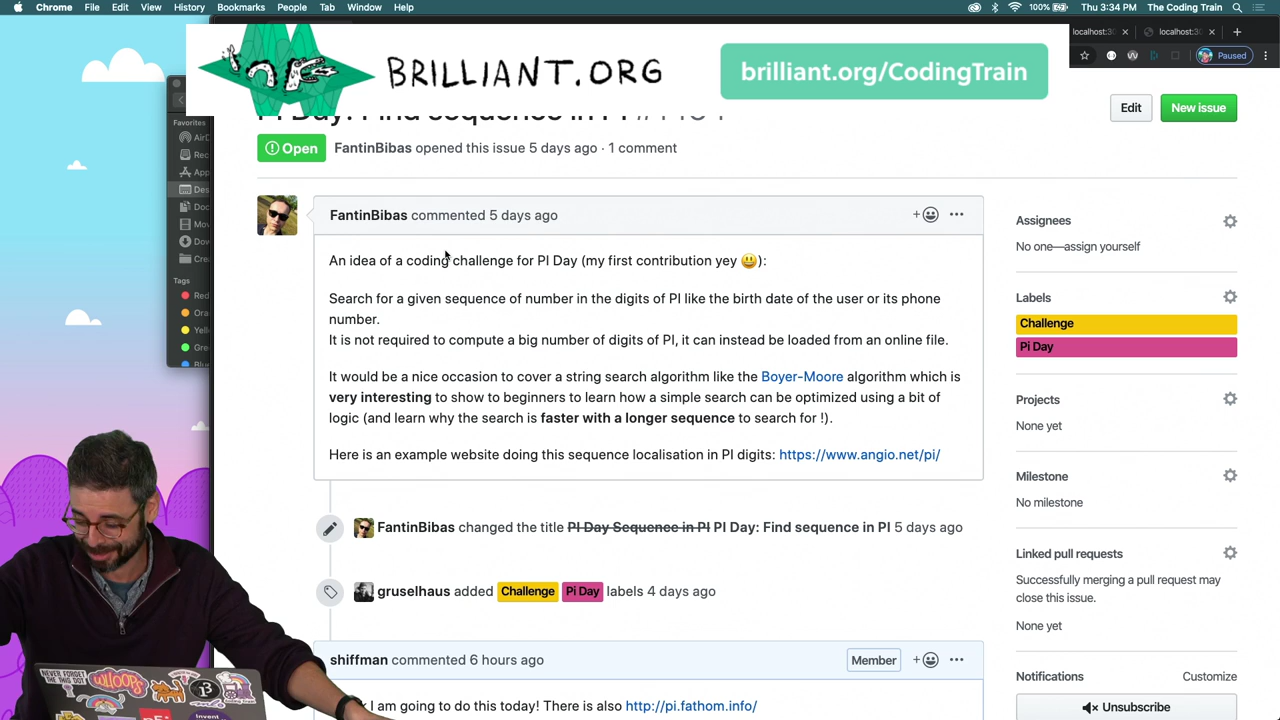 Chrome File Edit View History Bookmarks People Tab Window Help 100% Thu 3:34 PM The Coding Train
localhost:30 localhost:30
BRILLIANT.ORG
brilliant.org/CodingTrain
Paused
Edit
New issue
Open
FantinBibas opened this issue 5 days ago · 1 comment
Favorites
FantinBibas commented 5 days ago
An idea of a coding challenge for PI Day (my first contribution yey 😃):
Search for a given sequence of number in the digits of PI like the birth date of the user or its phone
number.
It is not required to compute a big number of digits of PI, it can instead be loaded from an online file.
It would be a nice occasion to cover a string search algorithm like the Boyer-Moore algorithm which is
very interesting to show to beginners to learn how a simple search can be optimized using a bit of
logic (and learn why the search is faster with a longer sequence to search for !).
Here is an example website doing this sequence localisation in PI digits: https://www.angio.net/pi/
FantinBibas changed the title PI Day Sequence in PI PI Day: Find sequence in PI 5 days ago
gruselhaus added Challenge Pi Day labels 4 days ago
shiffman commented 6 hours ago
Member
I am going to do this today! There is also http://pi.fathom.info/
Assignees
No one—assign yourself
Labels
Challenge
Pi Day
Projects
None yet
Milestone
No milestone
Linked pull requests
Successfully merging a pull request may
close this issue.
None yet
Notifications
Customize
Unsubscribe
Tags
NEVER FORGET
THIS DOT
WHOOPS